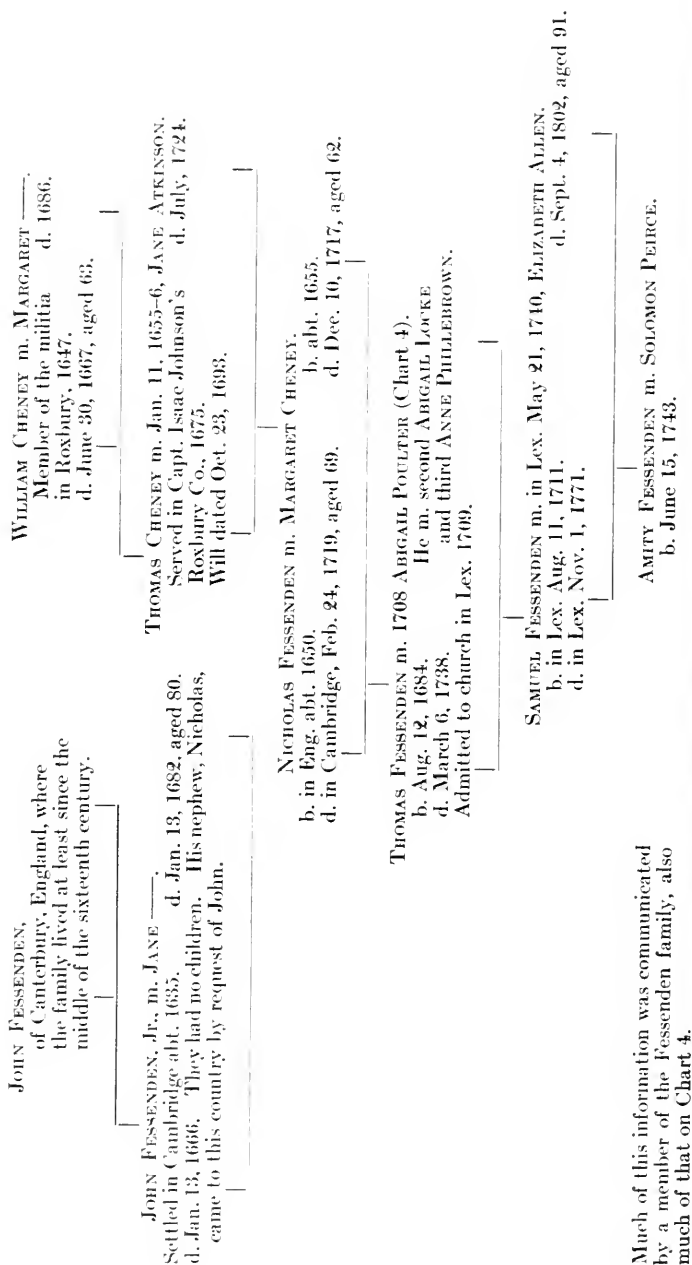 JOHN FESSENDEN,
of Canterbury, England, where
the family lived at least since the
middle of the sixteenth century.
WILLIAM CHENEY m. MARGARET ——.
Member of the militia d. 1686.
in Roxbury, 1647.
d. June 30, 1667, aged 63.
JOHN FESSENDEN, Jr., m. JANE ——.
Settled in Cambridge abt. 1635. d. Jan. 13, 1682, aged 80.
d. Jan. 13, 1666. They had no children. His nephew, Nicholas,
came to this country by request of John.
THOMAS CHENEY m. Jan. 11, 1655-6, JANE ATKINSON.
Served in Capt. Isaac Johnson's d. July, 1724.
Roxbury Co., 1675.
Will dated Oct. 23, 1693.
NICHOLAS FESSENDEN m. MARGARET CHENEY.
b. in Eng. abt. 1650. b. abt. 1655.
d. in Cambridge, Feb. 24, 1719, aged 69. d. Dec. 10, 1717, aged 62.
THOMAS FESSENDEN m. 1708 ABIGAIL POULTER (Chart 4).
b. Aug. 12, 1684. He m. second ABIGAIL LOCKE
d. March 6, 1738. and third ANNE PHILLEBROWN.
Admitted to church in Lex. 1709.
SAMUEL FESSENDEN m. in Lex. May 21, 1740, ELIZABETH ALLEN.
b. in Lex. Aug. 11, 1711. d. Sept. 4, 1802, aged 91.
d. in Lex. Nov. 1, 1771.
AMITY FESSENDEN m. SOLOMON PEIRCE.
b. June 15, 1743.
Much of this information was communicated
by a member of the Fessenden family, also
much of that on Chart 4.